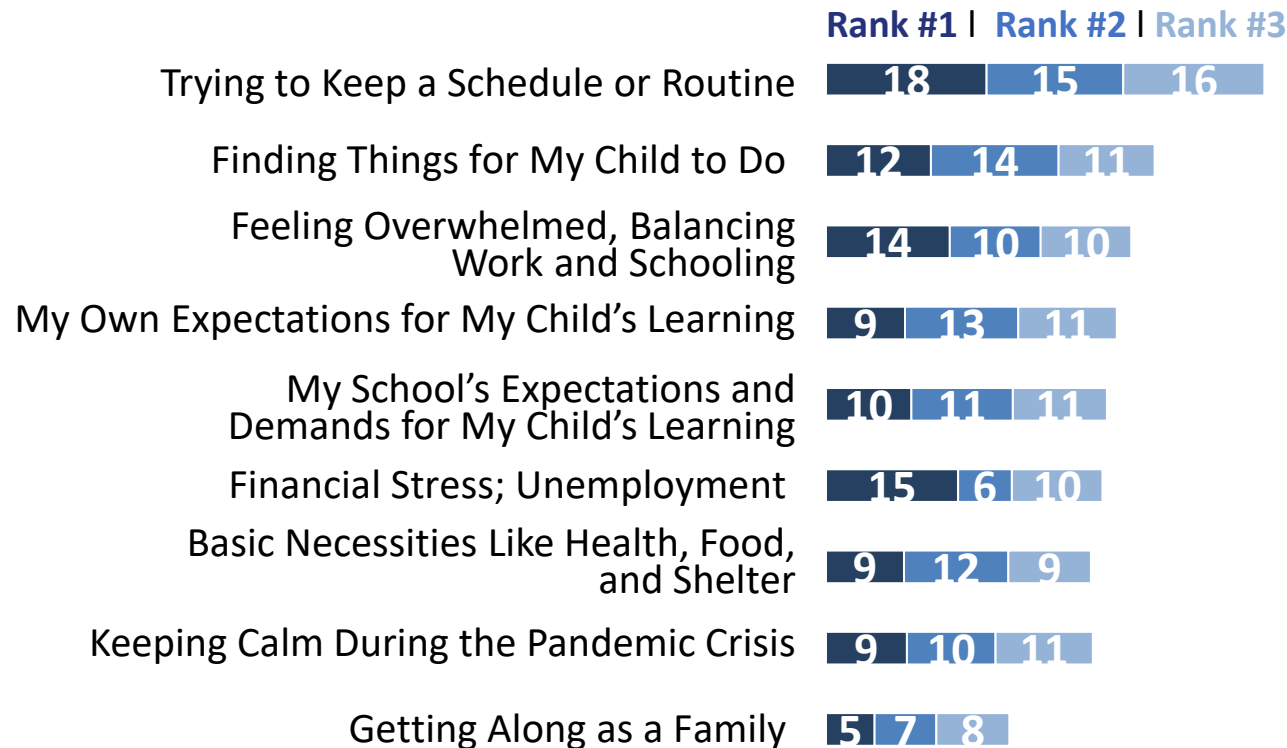 Rank #1 l Rank #2 l Rank #3
Trying to Keep a Schedule or Routine 18 15 16
Finding Things for My Child to Do 12 14 11
Feeling Overwhelmed, Balancing
Work and Schooling 14 10 10
My Own Expectations for My Child’s Learning 9 13 11
My School’s Expectations and
Demands for My Child’s Learning 10 11 11
Financial Stress; Unemployment 15 6 10
Basic Necessities Like Health, Food,
and Shelter 9 12 9
Keeping Calm During the Pandemic Crisis 9 10 11
Getting Along as a Family 5 7 8